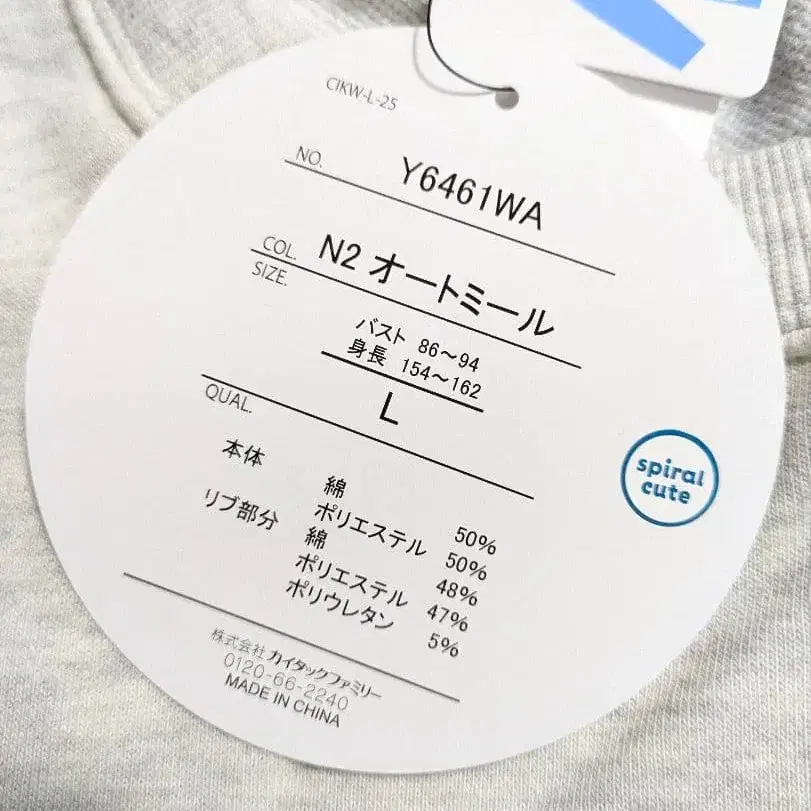 CIKW-L-25
NO. Y6461WA
COL. N2 オートミール
SIZE.
バスト 86～94
身長 154～162
L
QUAL.
本体 綿 50%
ポリエステル 50%
リブ部分 綿 48%
ポリエステル 47%
ポリウレタン 5%
spiral
cute
株式会社 カイタックファミリー
0120-66-2240
MADE IN CHINA